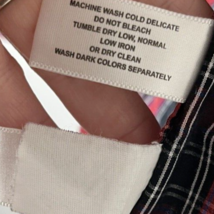 MACHINE WASH COLD DELICATE
DO NOT BLEACH
TUMBLE DRY LOW, NORMAL
LOW IRON
OR DRY CLEAN
WASH DARK COLORS SEPARATELY